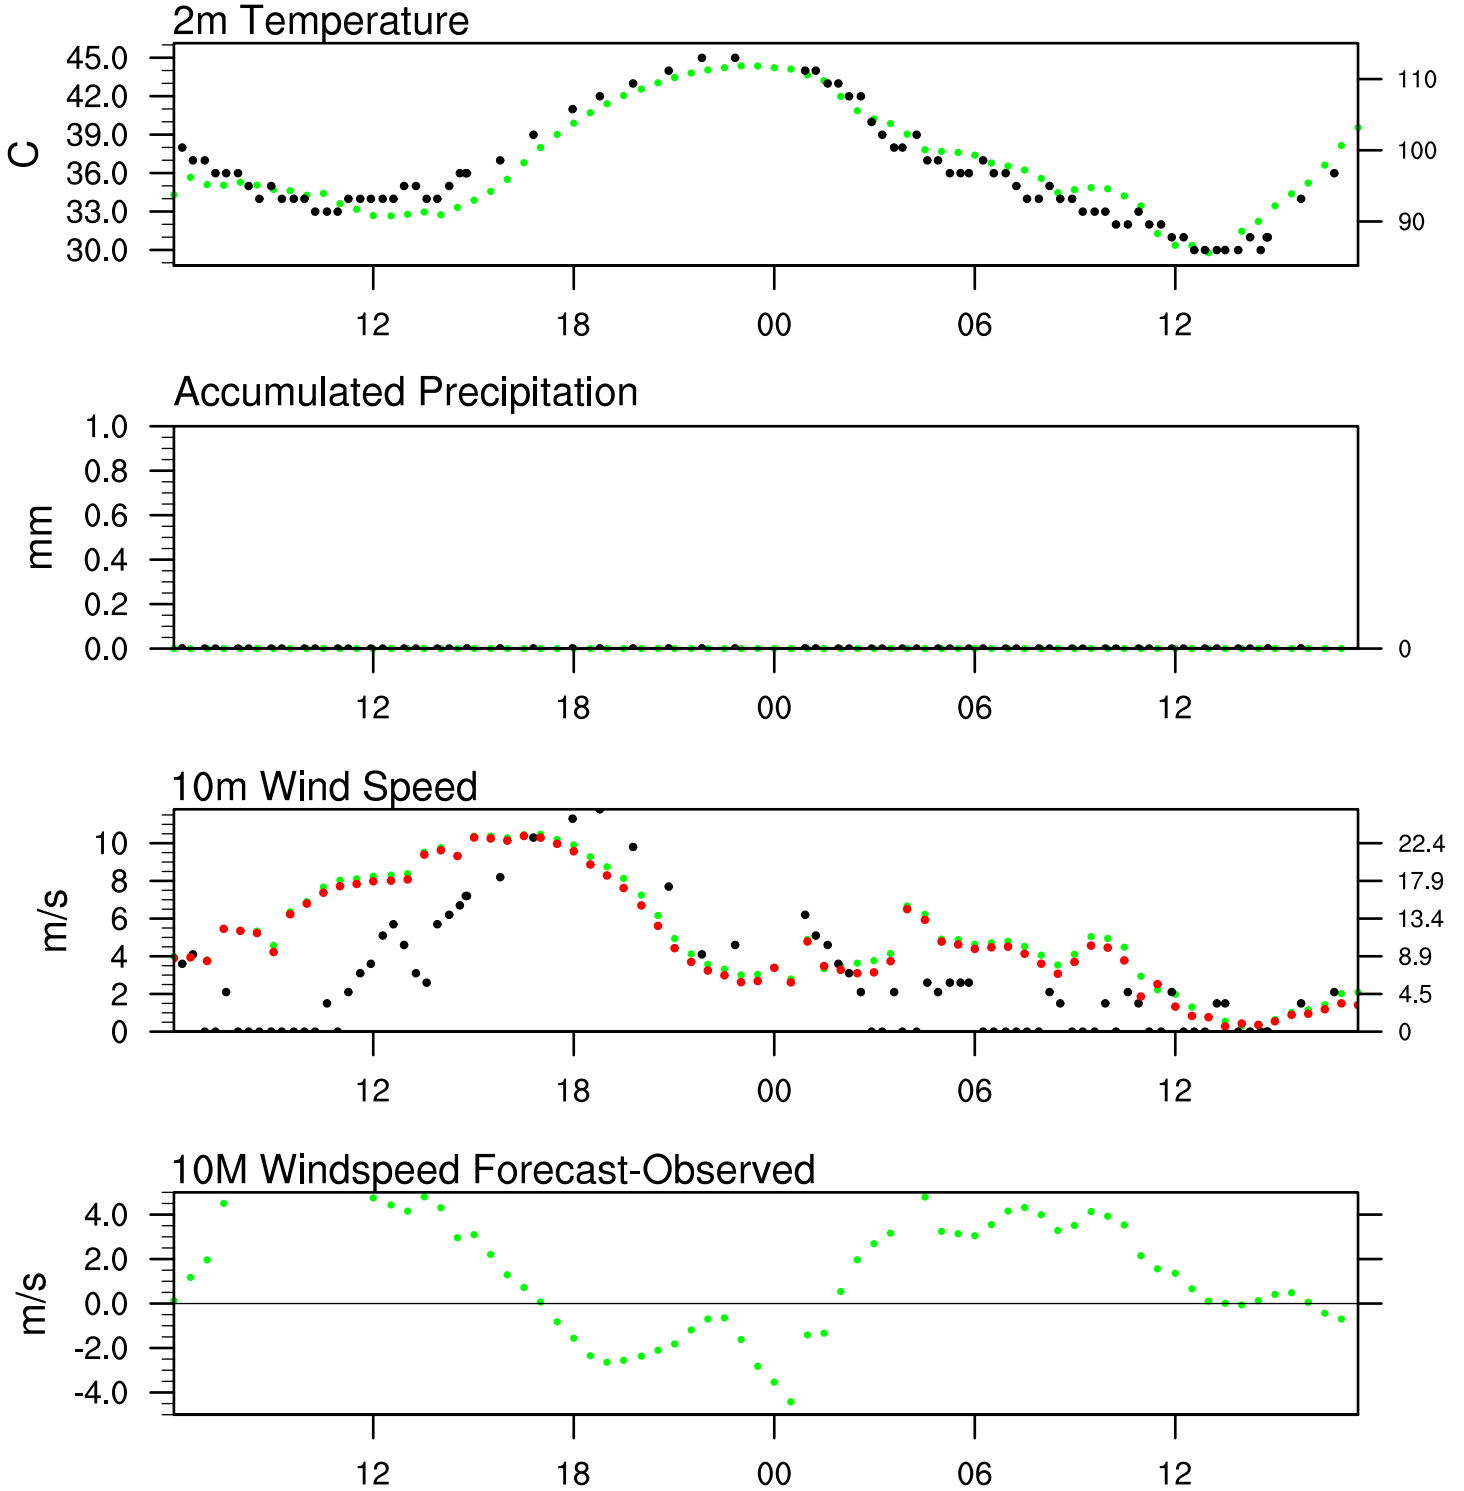 2m Temperature
45.0
42.0
39.0
36.0
33.0
30.0
C
110
100
90
12 18 00 06 12
Accumulated Precipitation
1.0
0.8
0.6
0.4
0.2
0.0
mm
0
12 18 00 06 12
10m Wind Speed
10
8
6
4
2
0
m/s
22.4
17.9
13.4
8.9
4.5
0
12 18 00 06 12
10M Windspeed Forecast-Observed
4.0
2.0
0.0
-2.0
-4.0
m/s
12 18 00 06 12